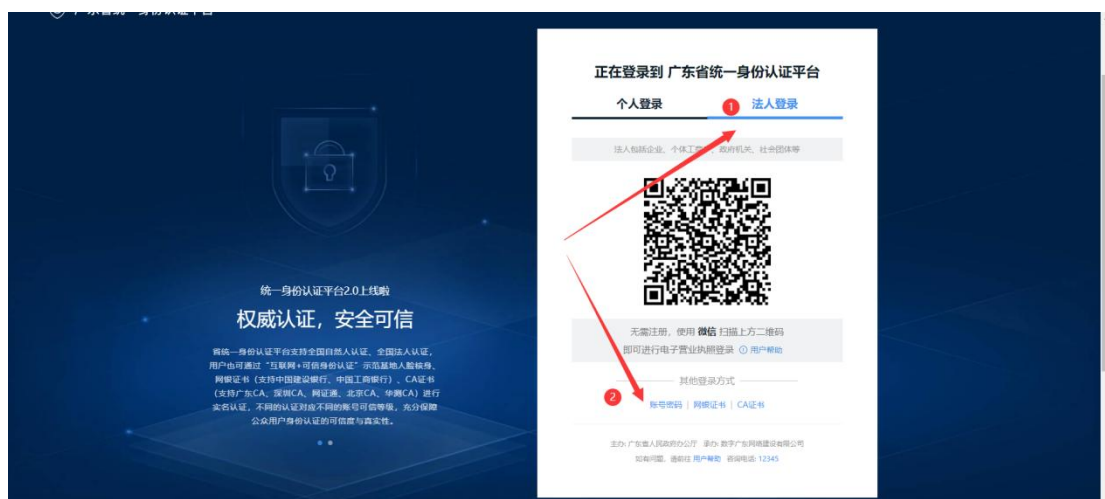 广东省统一身份认证平台
统一身份认证平台2.0上线啦
权威认证，安全可信
省统一身份认证平台支持全国自然人认证、全国法人认证，
用户也可通过“互联网+可信身份认证”示范基地人脸核身、
网银证书（支持中国建设银行、中国工商银行）、CA证书
（支持广东CA、深圳CA、网证通、北京CA、华测CA）进行
实名认证，不同的认证对应不同的账号可信等级，充分保障
公众用户身份认证的可信度与真实性。
正在登录到 广东省统一身份认证平台
个人登录 1 法人登录
法人包括企业、个体工商 、政府机关、社会团体等
无需注册，使用 微信 扫描上方二维码
即可进行电子营业执照登录 用户帮助
其他登录方式
2 账号密码 | 网银证书 | CA证书
主办: 广东省人民政府办公厅 承办: 数字广东网络建设有限公司
如有问题，请前往 用户帮助 咨询电话: 12345